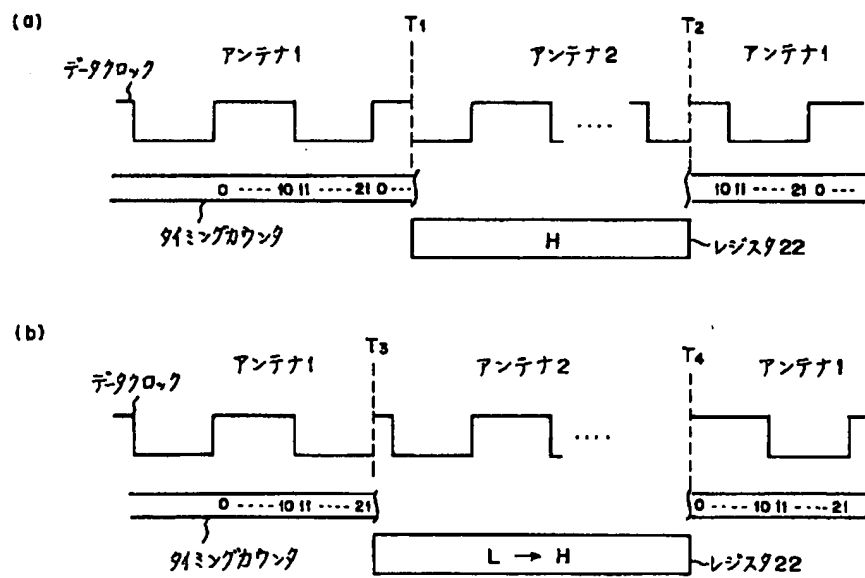 (a)
T1 T2
アンテナ1 アンテナ2 アンテナ1
データクロック
0 ···· 10 11 ····· 21 0 ··· 10 11 ···· 21 0 ···
タイミングカウンタ
H
レジスタ22
(b)
T3 T4
アンテナ1 アンテナ2 アンテナ1
データクロック
0 ···· 10 11 ···· 21 0 ···· 10 11 ···· 21
タイミングカウンタ
L → H
レジスタ22